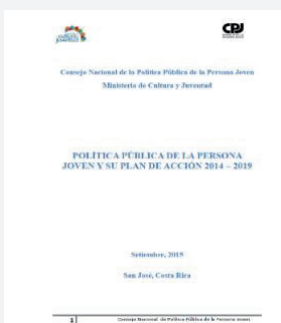 CPJ
Consejo Nacional de la Política Pública de la Persona Joven
Ministerio de Cultura y Juventud
POLÍTICA PÚBLICA DE LA PERSONA
JOVEN Y SU PLAN DE ACCIÓN 2014 – 2019
Setiembre, 2015
San José, Costa Rica
1 Consejo Nacional de Política Pública de la Persona Joven